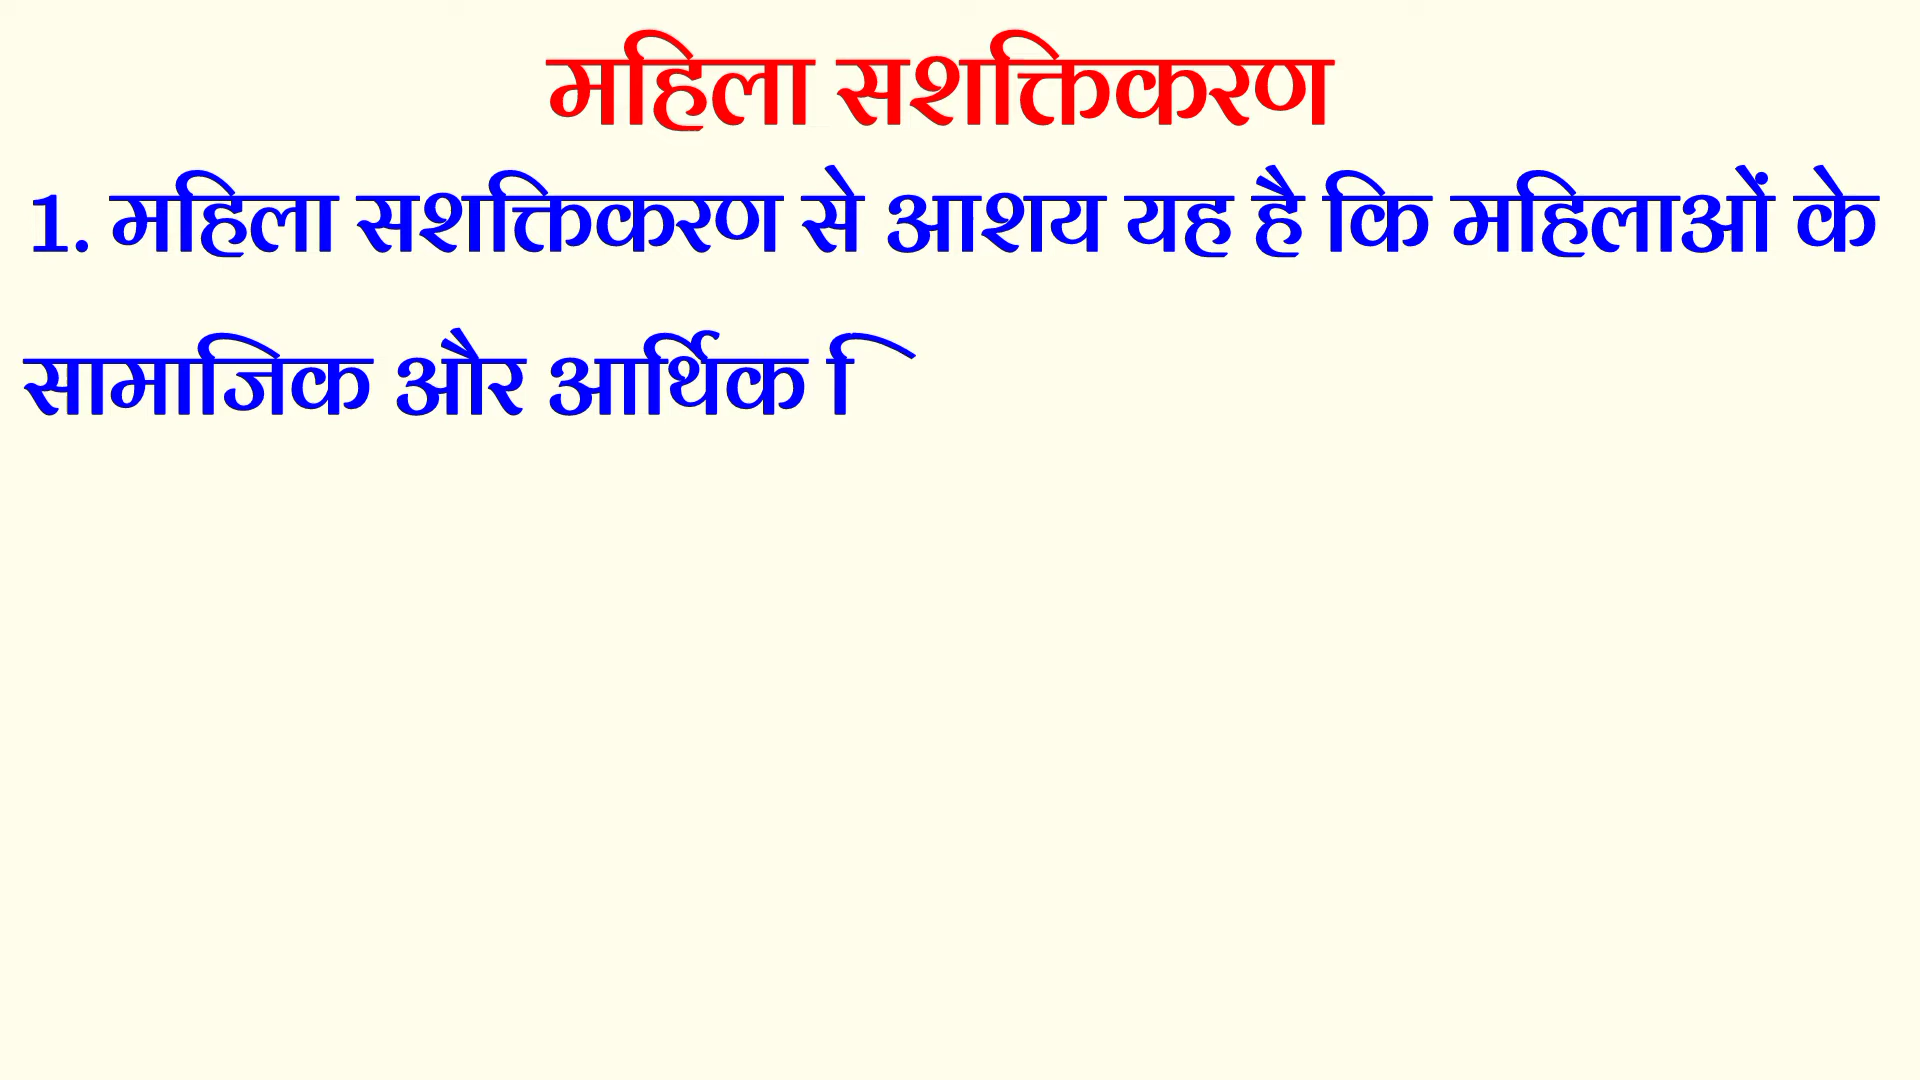 महिला सशक्तिकरण
1. महिला सशक्तिकरण से आशय यह है कि महिलाओं के
सामाजिक और आर्थिक ि